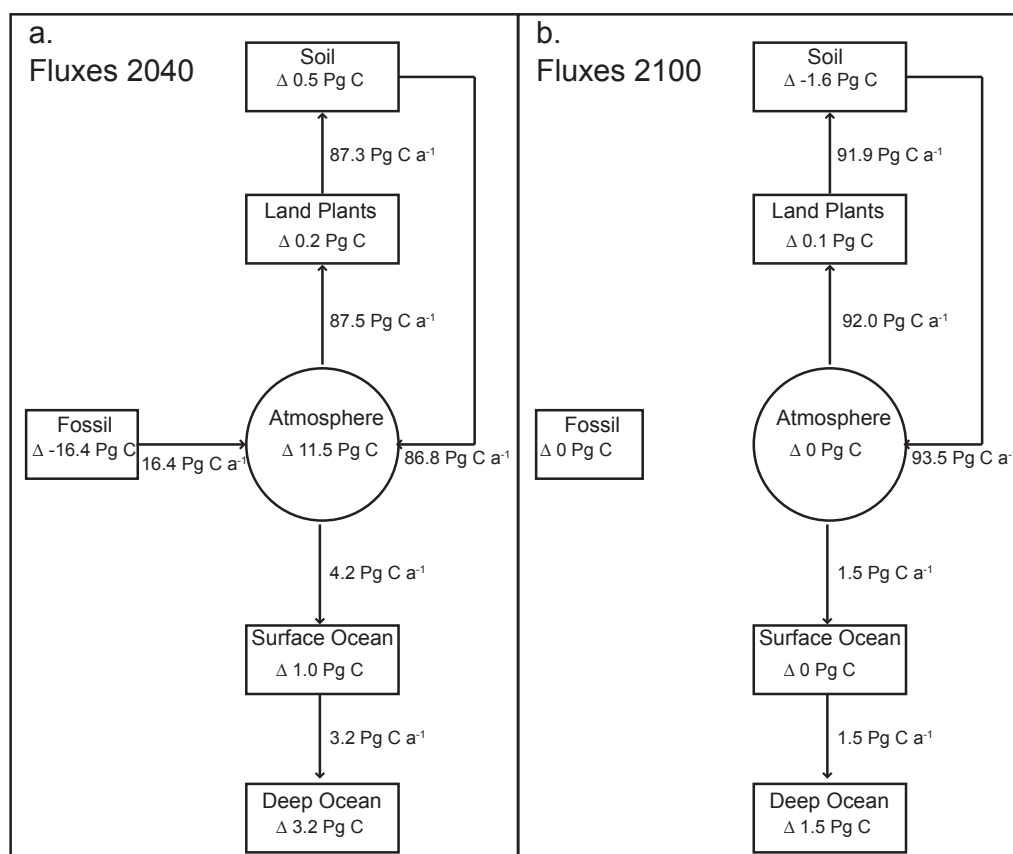 a.
Fluxes 2040
Soil
Δ 0.5 Pg C
87.3 Pg C a⁻¹
Land Plants
Δ 0.2 Pg C
87.5 Pg C a⁻¹
Fossil
Δ -16.4 Pg C
16.4 Pg C a⁻¹
Atmosphere
Δ 11.5 Pg C
86.8 Pg C a⁻¹
4.2 Pg C a⁻¹
Surface Ocean
Δ 1.0 Pg C
3.2 Pg C a⁻¹
Deep Ocean
Δ 3.2 Pg C
b.
Fluxes 2100
Soil
Δ -1.6 Pg C
91.9 Pg C a⁻¹
Land Plants
Δ 0.1 Pg C
92.0 Pg C a⁻¹
Fossil
Δ 0 Pg C
Atmosphere
Δ 0 Pg C
93.5 Pg C a⁻¹
1.5 Pg C a⁻¹
Surface Ocean
Δ 0 Pg C
1.5 Pg C a⁻¹
Deep Ocean
Δ 1.5 Pg C